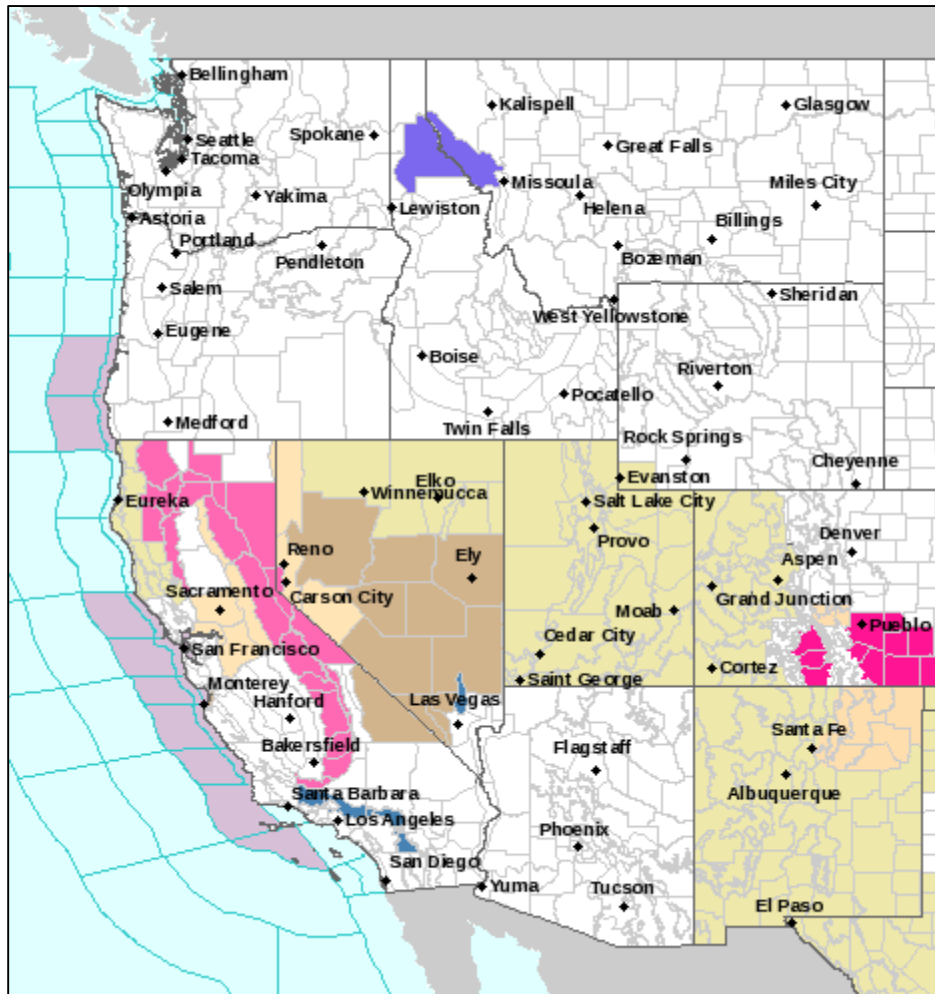 Bellingham
Kalispell
Glasgow
Spokane
Seattle
Great Falls
Tacoma
Missoula
Miles City
Olympia
Yakima
Helena
Lewiston
Astoria
Billings
Portland
Pendleton
Bozeman
Salem
Sheridan
West Yellowstone
Eugene
Boise
Riverton
Pocatello
Medford
Twin Falls
Rock Springs
Cheyenne
Elko
Evanston
Winnemucca
Eureka
Salt Lake City
Denver
Provo
Reno
Ely
Aspen
Sacramento
Carson City
Grand Junction
Moab
Pueblo
San Francisco
Cedar City
Cortez
Saint George
Monterey
Hanford
Las Vegas
Santa Fe
Bakersfield
Flagstaff
Albuquerque
Santa Barbara
Los Angeles
Phoenix
San Diego
Yuma
Tucson
El Paso